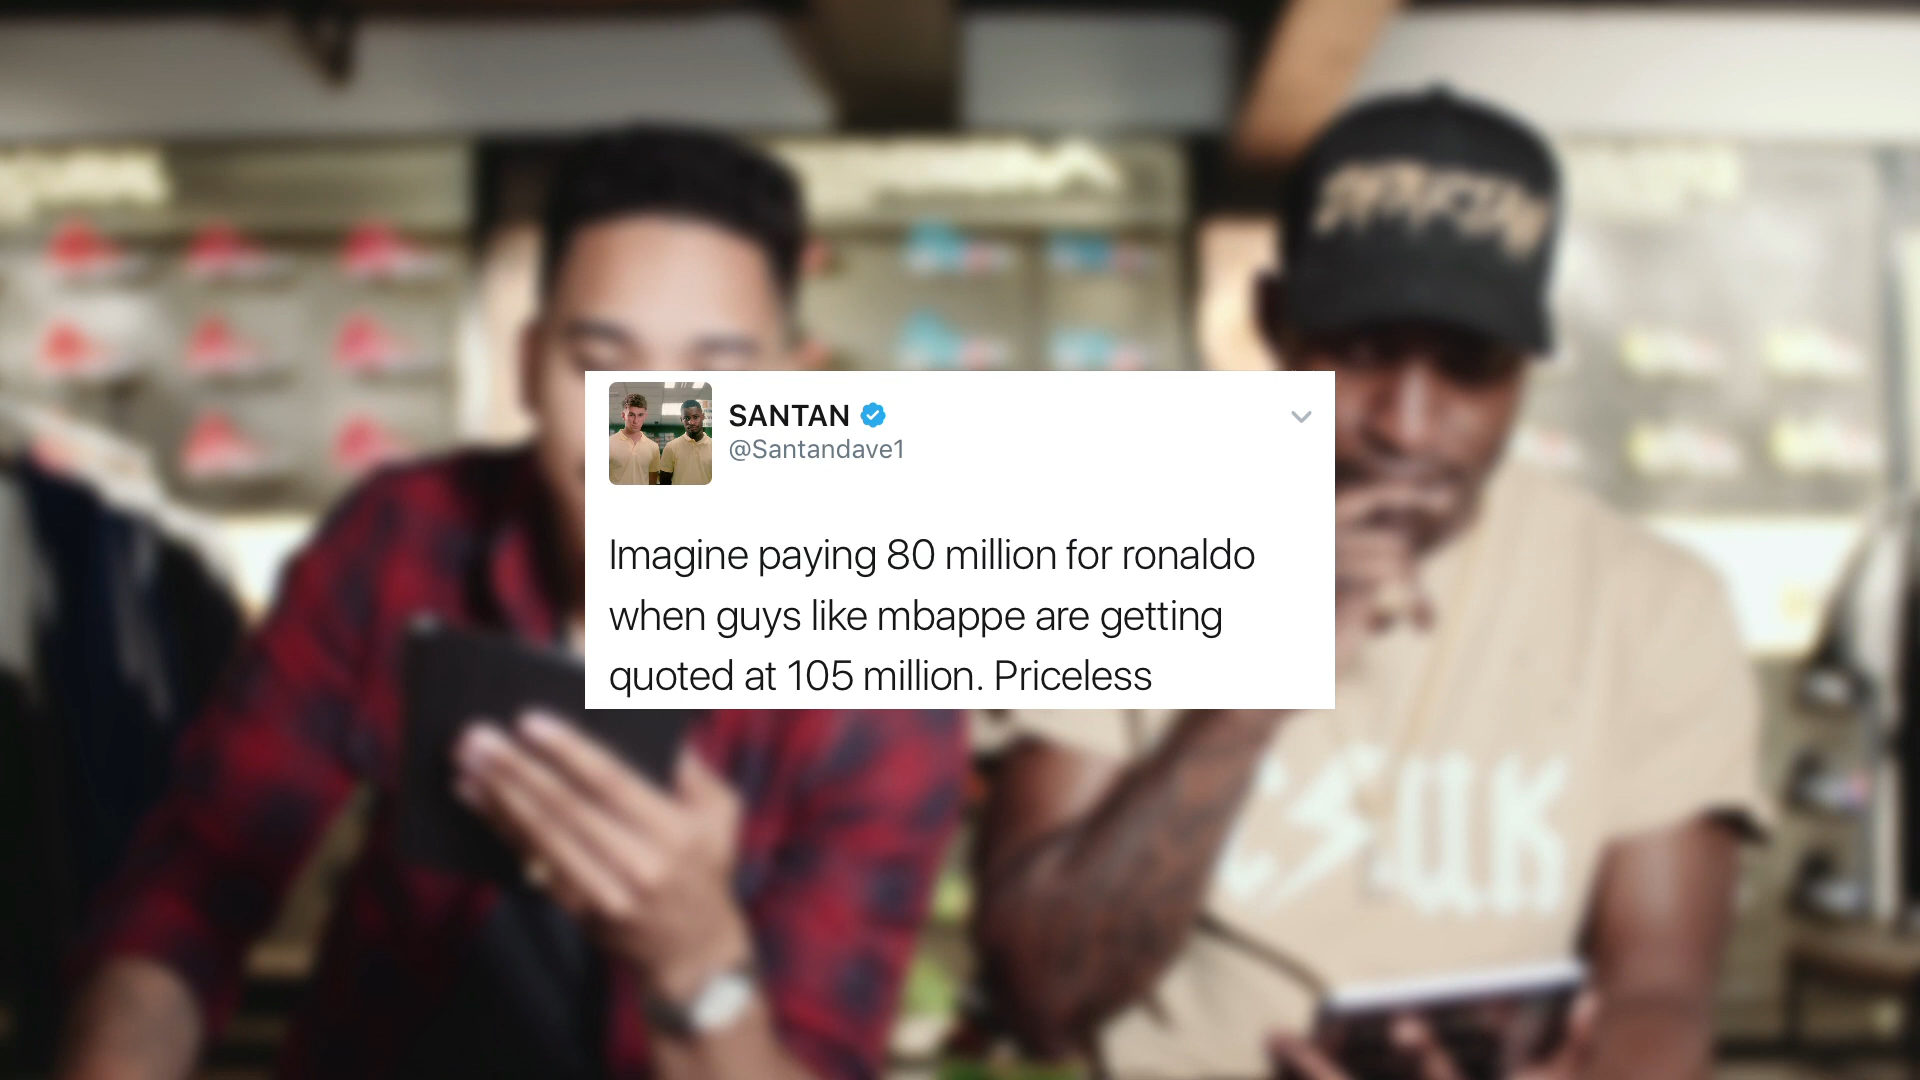 SANTAN
@Santandave1
Imagine paying 80 million for ronaldo
when guys like mbappe are getting
quoted at 105 million. Priceless